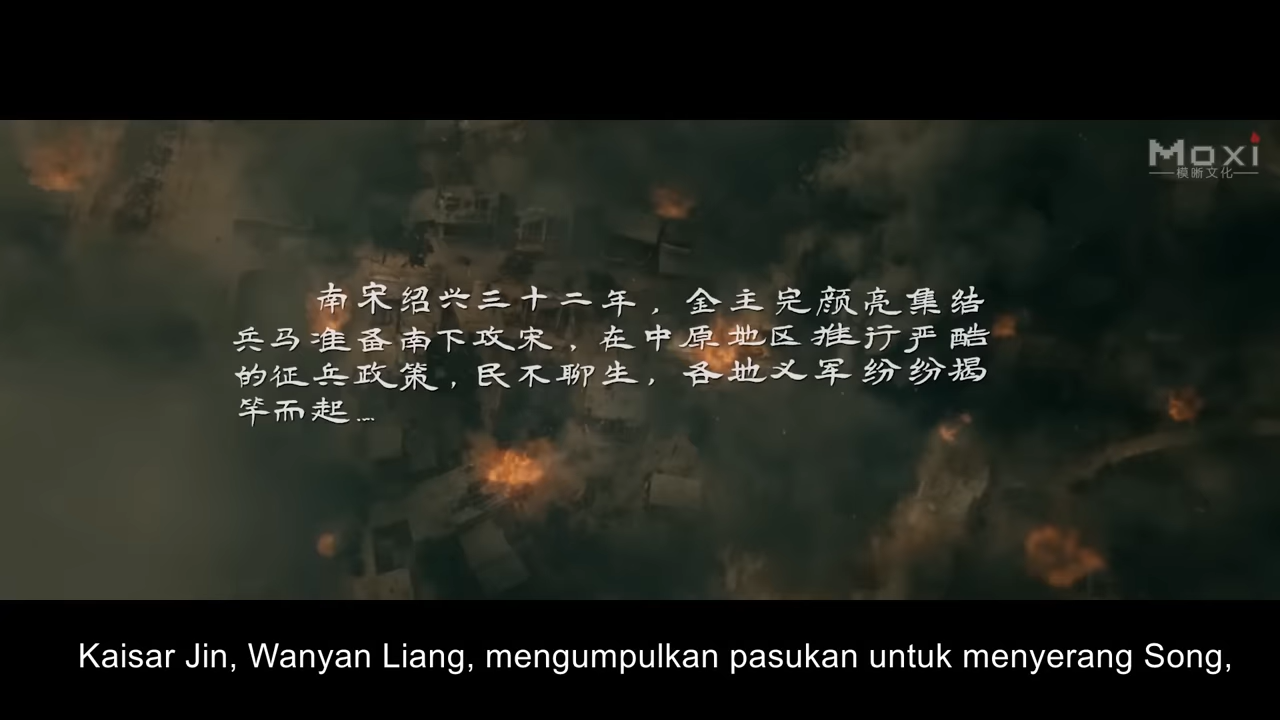 Moxi
模晰文化
南宋绍兴三十二年，金主完颜亮集结
兵马准备南下攻宋，在中原地区推行严酷
的征兵政策，民不聊生，各地义军纷纷揭
竿而起...
Kaisar Jin, Wanyan Liang, mengumpulkan pasukan untuk menyerang Song,